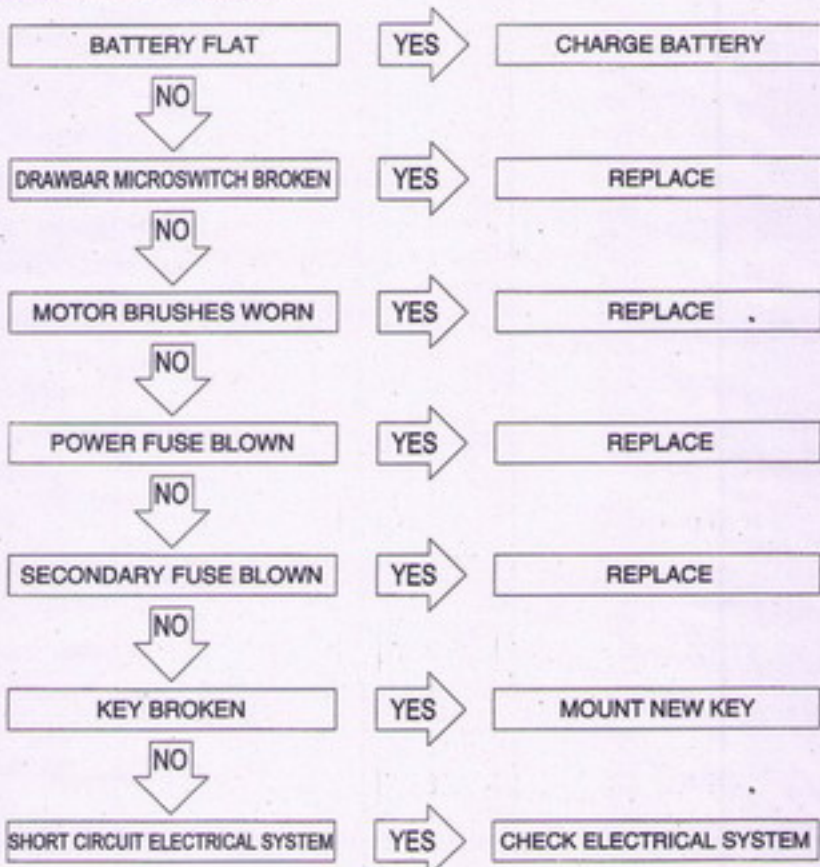 BATTERY FLAT YES CHARGE BATTERY
NO
DRAWBAR MICROSWITCH BROKEN YES REPLACE
NO
MOTOR BRUSHES WORN YES REPLACE
NO
POWER FUSE BLOWN YES REPLACE
NO
SECONDARY FUSE BLOWN YES REPLACE
NO
KEY BROKEN YES MOUNT NEW KEY
NO
SHORT CIRCUIT ELECTRICAL SYSTEM YES CHECK ELECTRICAL SYSTEM